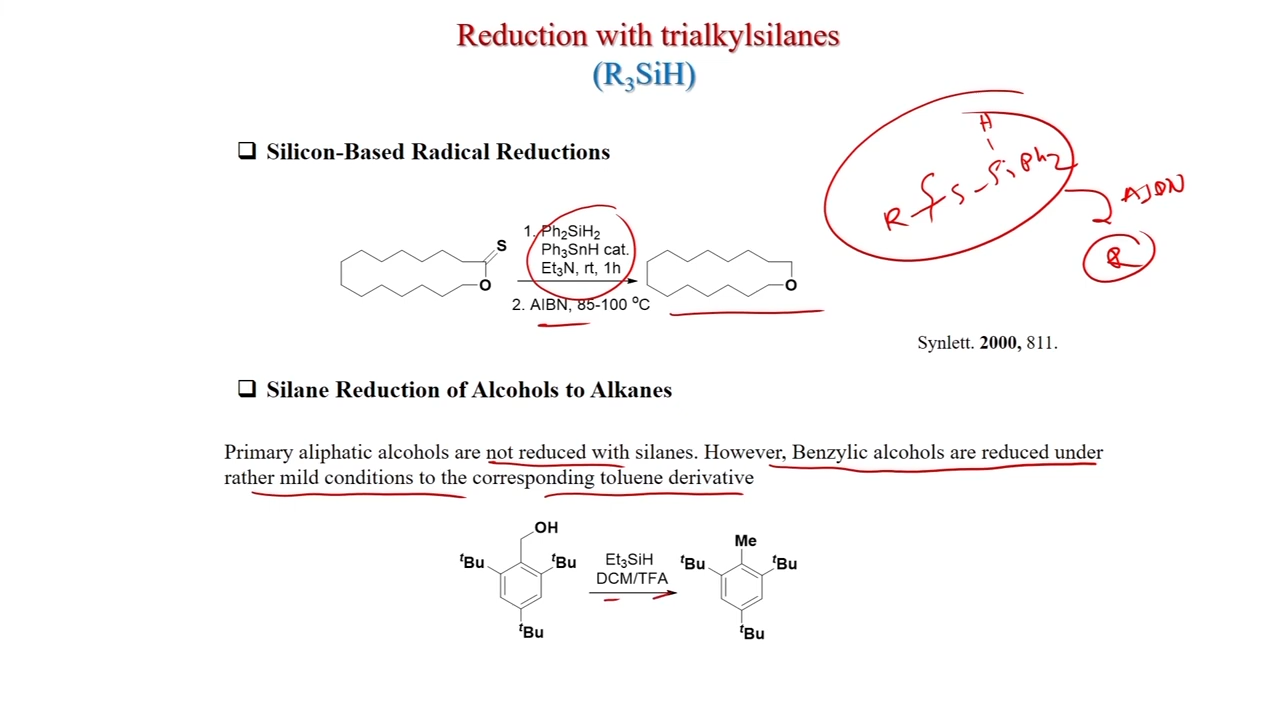 Reduction with trialkylsilanes
(R₃SiH)
❑ Silicon-Based Radical Reductions
H
R S-SiPh₂
AIBN
R
1. Ph₂SiH₂
Ph₃SnH cat.
Et₃N, rt, 1h
2. AIBN, 85-100 ⁰C
S
O
O
Synlett. 2000, 811.
❑ Silane Reduction of Alcohols to Alkanes
Primary aliphatic alcohols are not reduced with silanes. However, Benzylic alcohols are reduced under
rather mild conditions to the corresponding toluene derivative
OH
ᵗBu
ᵗBu
ᵗBu
Et₃SiH
DCM/TFA
Me
ᵗBu
ᵗBu
ᵗBu